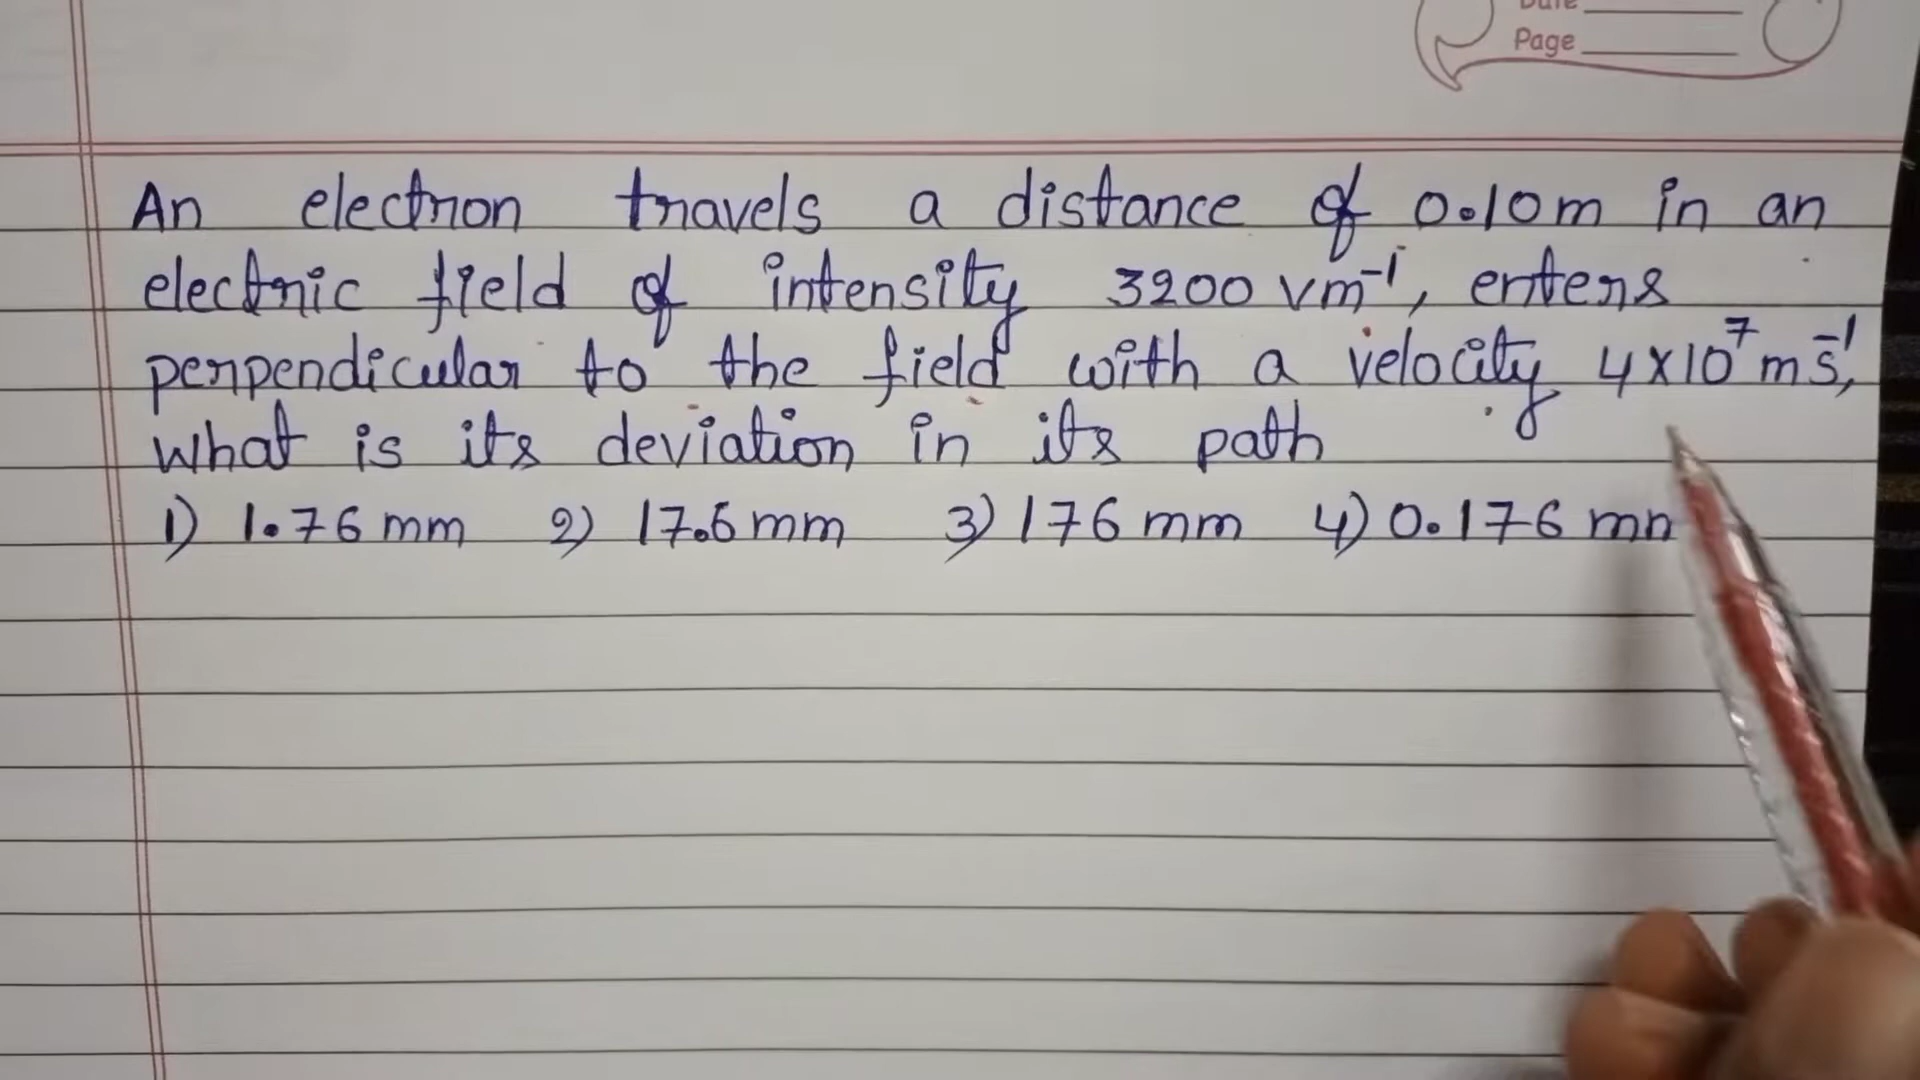 Date
Page
An electron travels a distance of 0.10m in an
electric field of intensity 3200 vm⁻¹, enters
perpendicular to the field with a velocity 4×10⁷ms⁻¹,
what is its deviation in its path
1) 1.76 mm 2) 17.6 mm 3) 176 mm 4) 0.176 mm